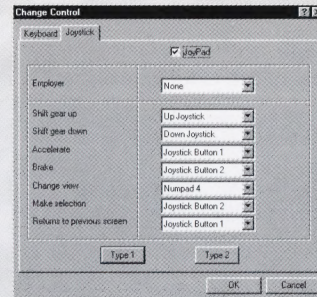 Change Control
Keyboard Joystick
JoyPad
Employer None
Shift gear up Up Joystick
Shift gear down Down Joystick
Accelerate Joystick Button 1
Brake Joystick Button 2
Change view Numpad 4
Make selection Joystick Button 2
Returns to previous screen Joystick Button 1
Type 1 Type 2
OK Cancel